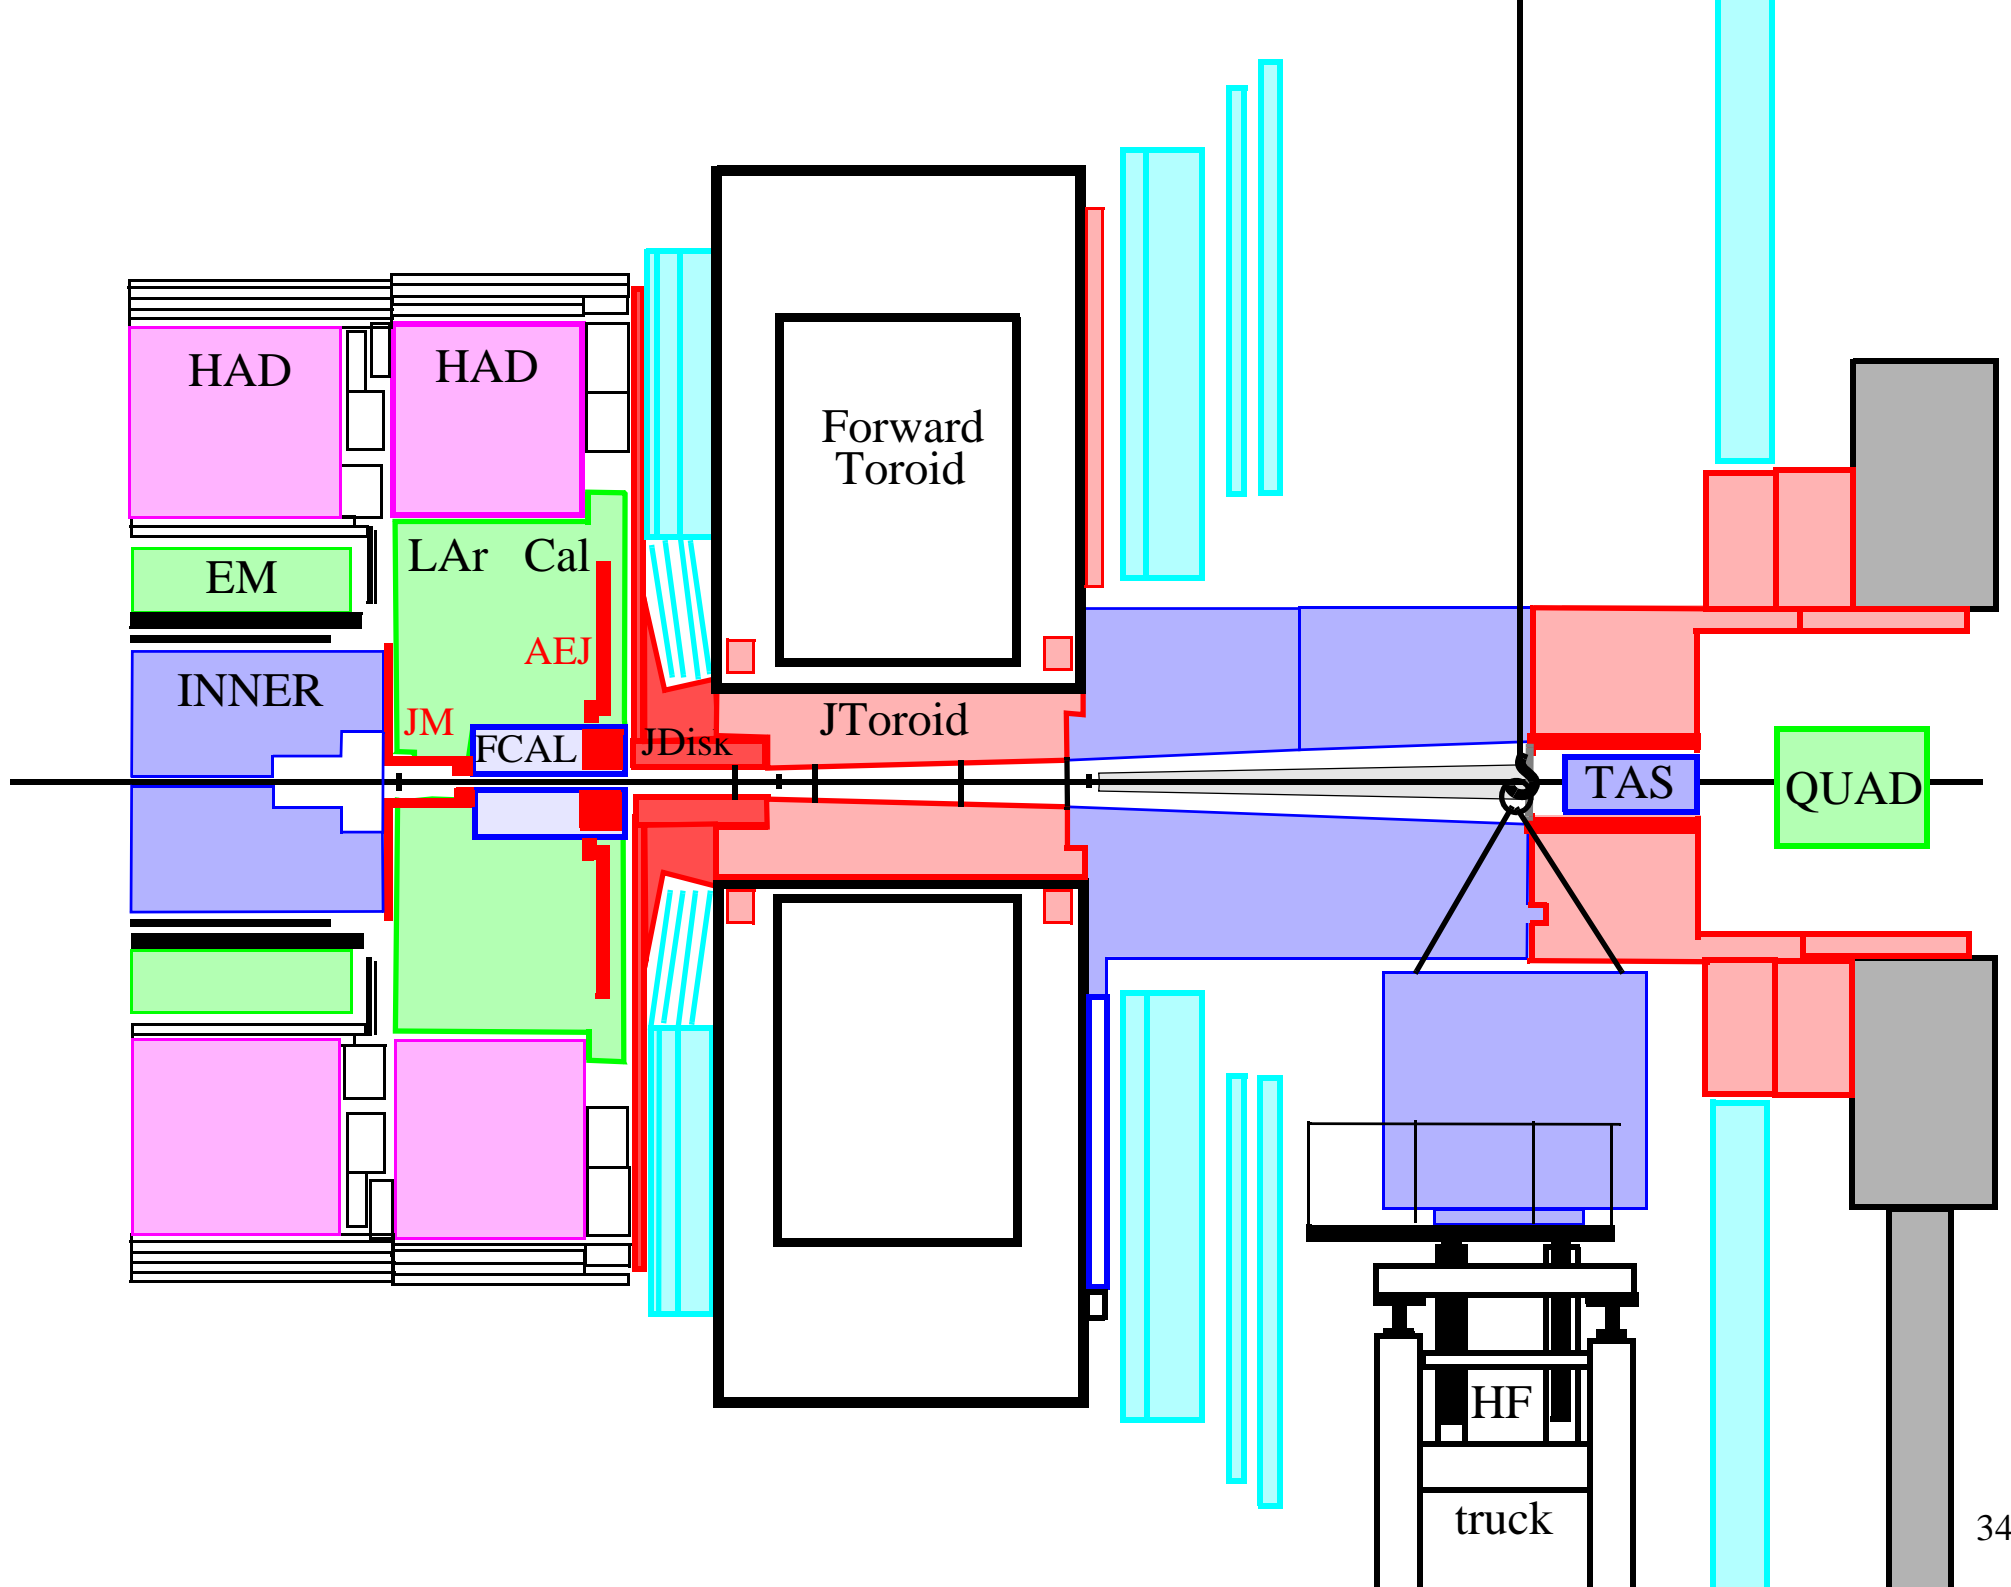 HAD
HAD
Forward
Toroid
LAr Cal
EM
AEJ
INNER
JM
JToroid
FCAL
JDisk
TAS
QUAD
HF
truck
34